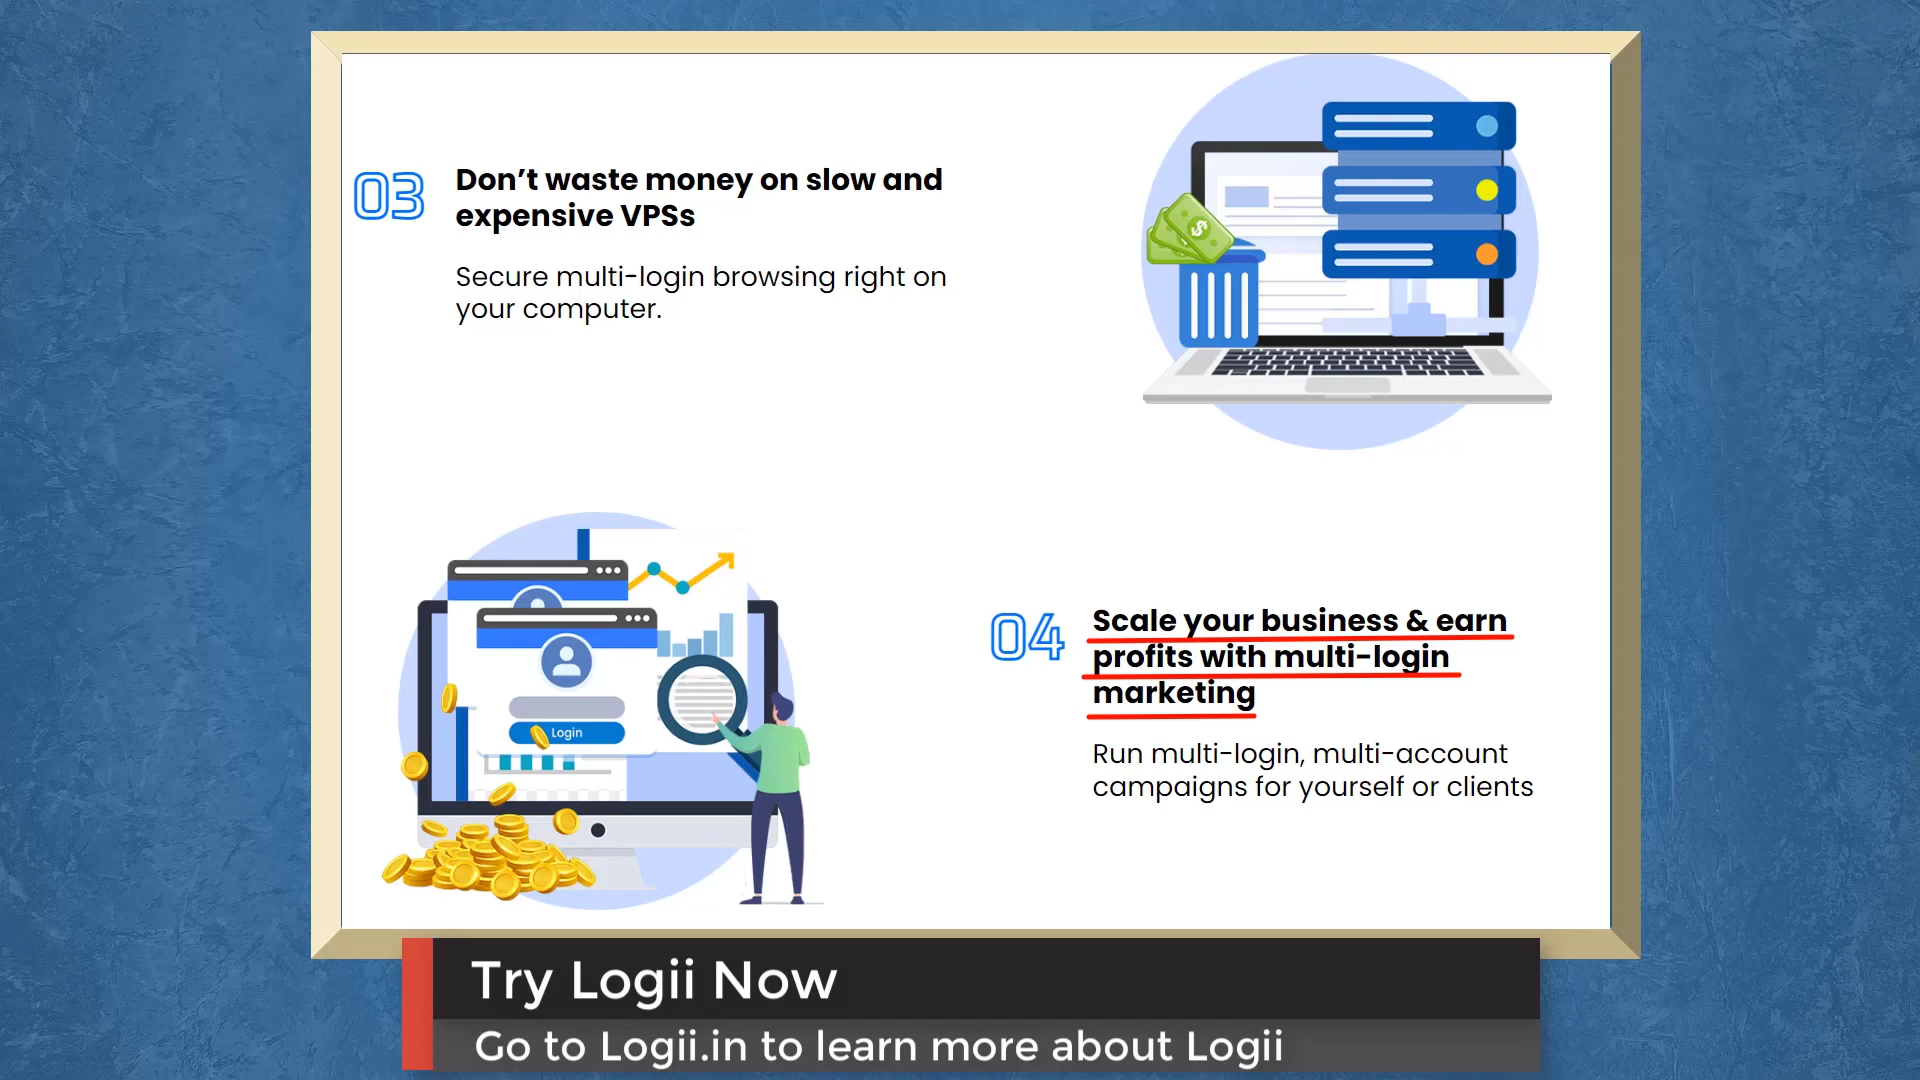 03
Don’t waste money on slow and
expensive VPSs
Secure multi-login browsing right on
your computer.
Login
04
Scale your business & earn
profits with multi-login
marketing
Run multi-login, multi-account
campaigns for yourself or clients
Try Logii Now
Go to Logii.in to learn more about Logii